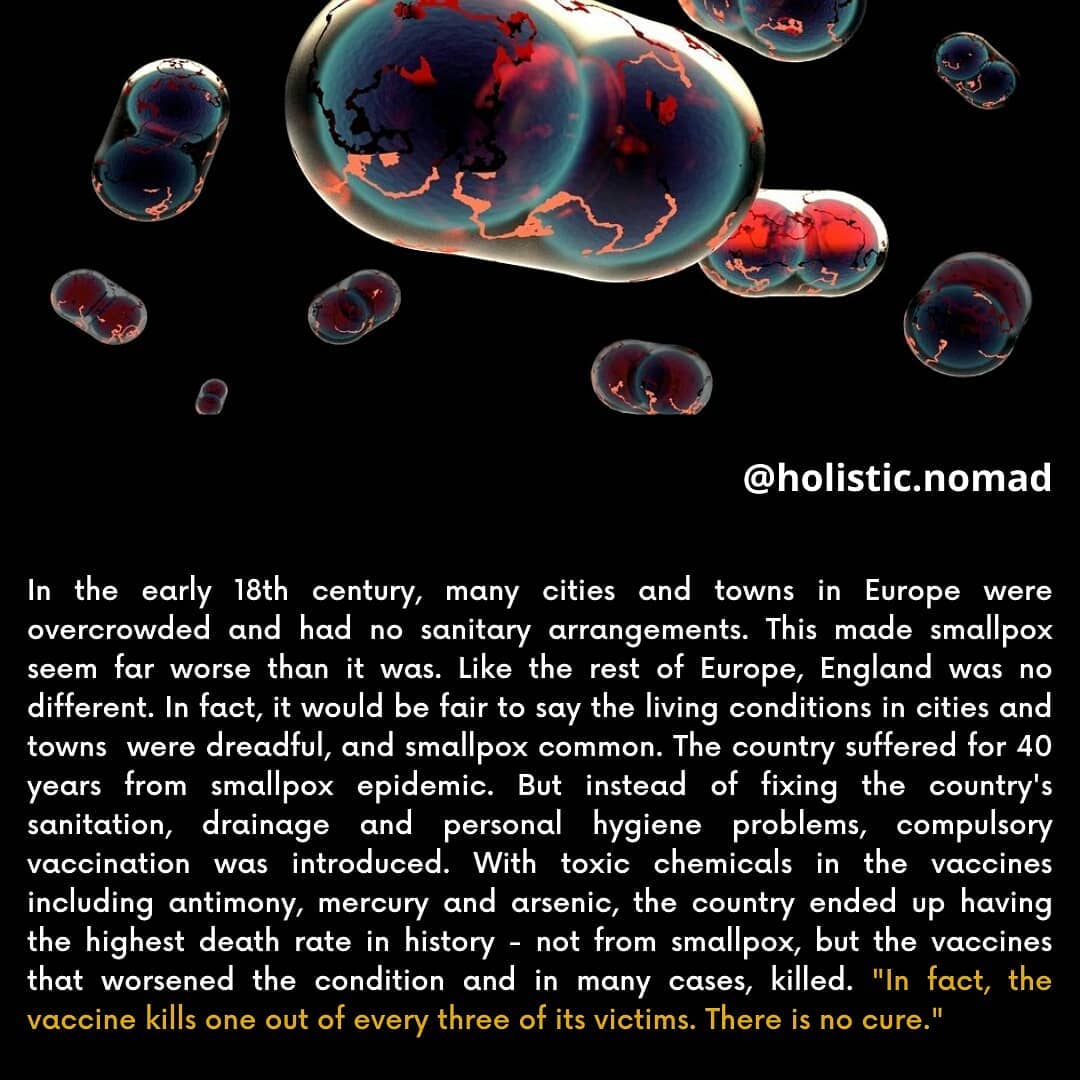 @holistic.nomad
In the early 18th century, many cities and towns in Europe were
overcrowded and had no sanitary arrangements. This made smallpox
seem far worse than it was. Like the rest of Europe, England was no
different. In fact, it would be fair to say the living conditions in cities and
towns were dreadful, and smallpox common. The country suffered for 40
years from smallpox epidemic. But instead of fixing the country's
sanitation, drainage and personal hygiene problems, compulsory
vaccination was introduced. With toxic chemicals in the vaccines
including antimony, mercury and arsenic, the country ended up having
the highest death rate in history - not from smallpox, but the vaccines
that worsened the condition and in many cases, killed. "In fact, the
vaccine kills one out of every three of its victims. There is no cure."